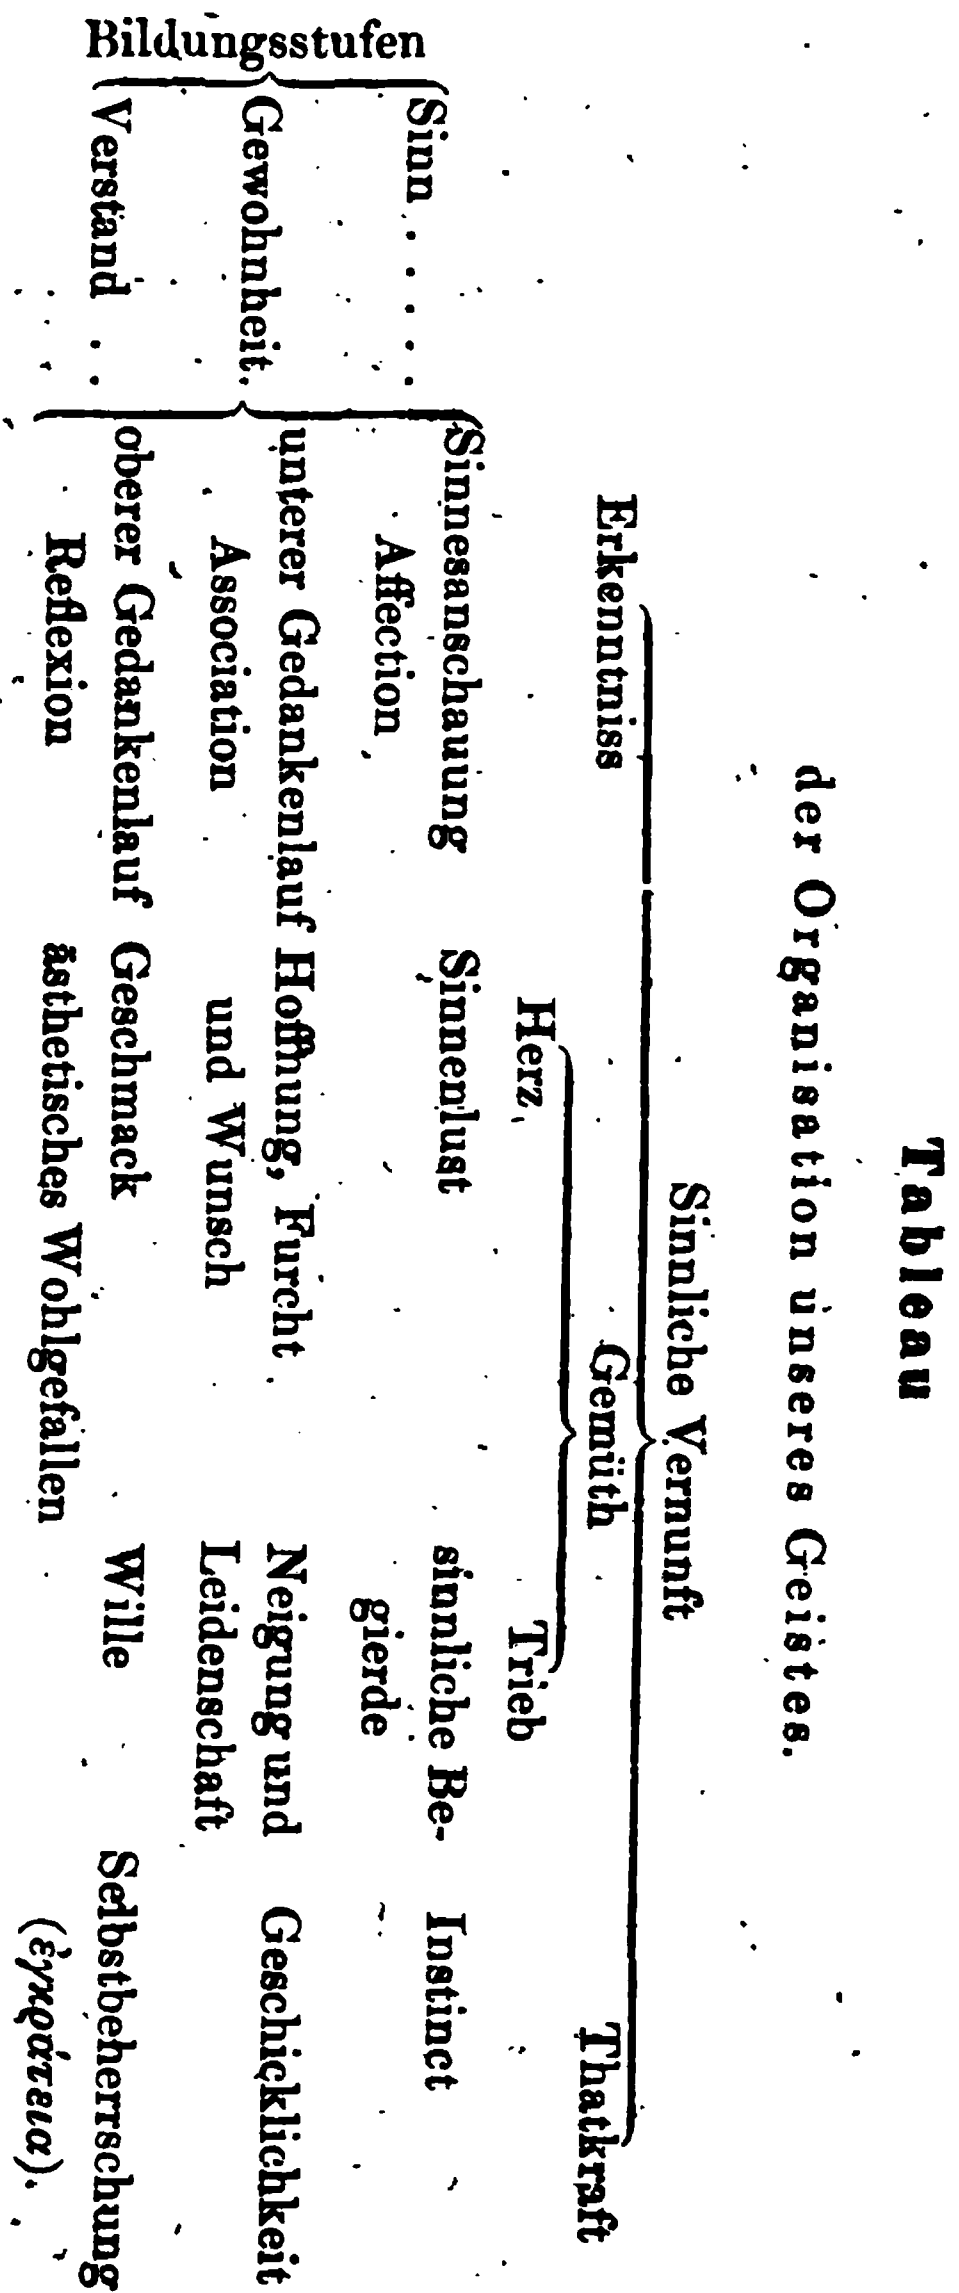 Tableau
der Organisation unseres Geistes.
Sinnliche Vernunft
Erkenntniss Gemüth Thatkraft
Herz Trieb
Bildungsstufen
Sinn . . . . . Sinnesanschauung Sinnenlust sinnliche Be- Instinct
Affection gierde
Gewohnheit. unterer Gedankenlauf Hoffnung, Furcht Neigung und Geschicklichkeit
Association und Wunsch Leidenschaft
Verstand . . oberer Gedankenlauf Geschmack Wille Selbstbeherrschung
Reflexion ästhetisches Wohlgefallen (ἐγκράτεια).